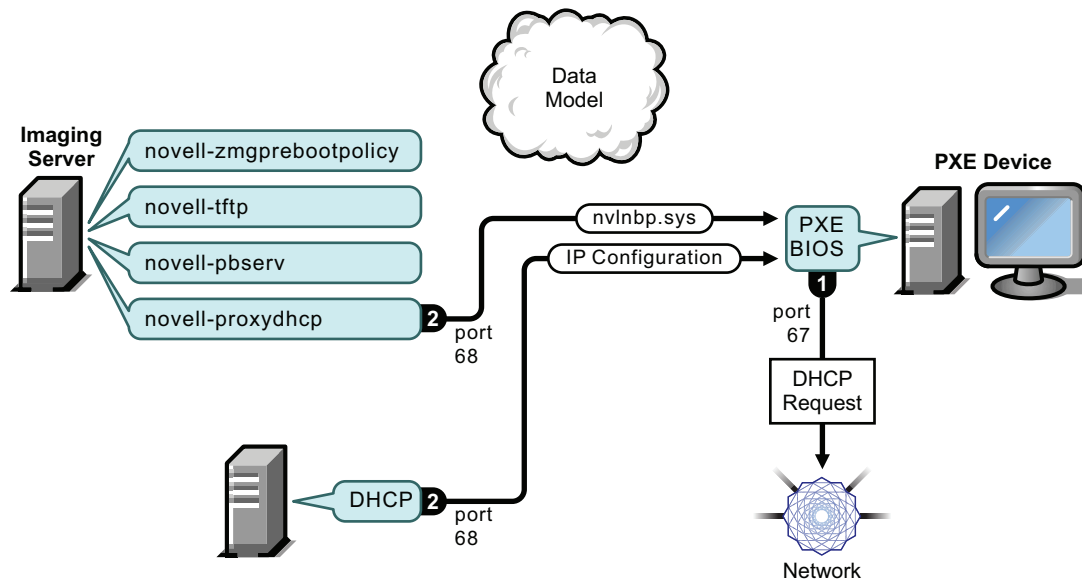 Data
Model
Imaging
Server
PXE Device
novell-zmgprebootpolicy
novell-tftp
nvlnbp.sys
PXE
BIOS
novell-pbserv
IP Configuration
1
novell-proxydhcp
2
port
68
port
67
DHCP
Request
DHCP
2
port
68
Network